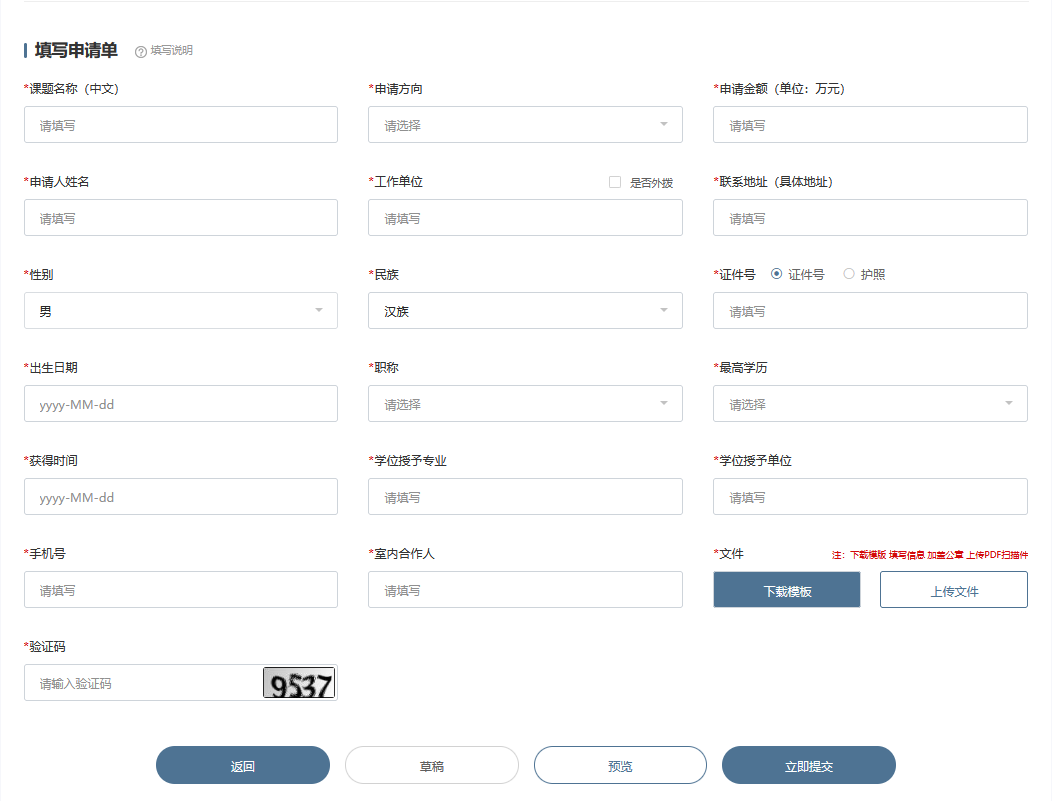 填写申请单 ? 填写说明
*课题名称（中文） *申请方向 *申请金额（单位：万元）
请填写 请选择 请填写
*申请人姓名 *工作单位 是否外拨 *联系地址（具体地址）
请填写 请填写 请填写
*性别 *民族 *证件号 证件号 护照
男 汉族 请填写
*出生日期 *职称 *最高学历
yyyy-MM-dd 请选择 请选择
*获得时间 *学位授予专业 *学位授予单位
yyyy-MM-dd 请填写 请填写
*手机号 *室内合作人 *文件 注：下载模版 填写信息 加盖公章 上传PDF扫描件
请填写 请填写 下载模板 上传文件
*验证码
请输入验证码 9537
返回 草稿 预览 立即提交